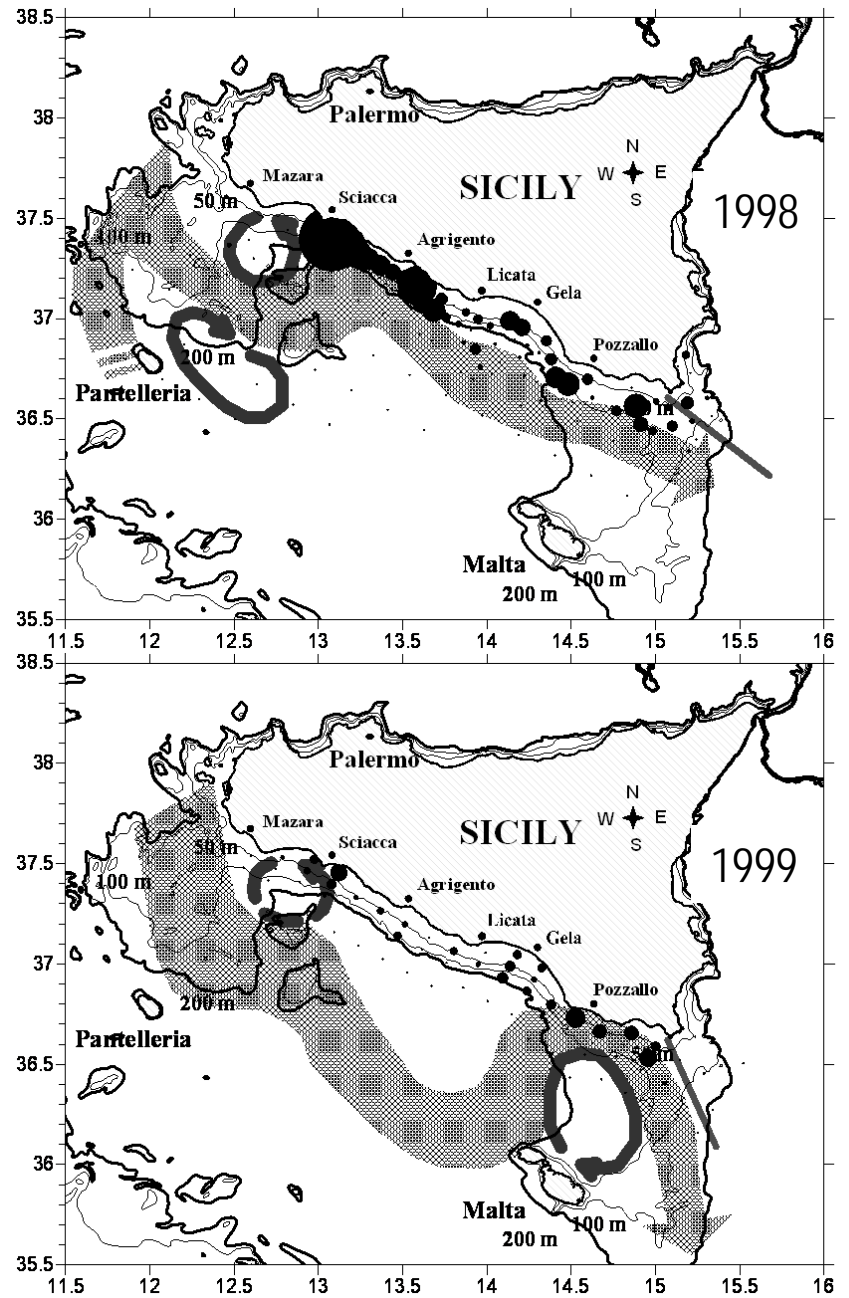 38.5
38
Palermo
N
W E
S
Mazara
SICILY
50 m
Sciacca
1998
37.5
100 m
Agrigento
Licata
Gela
37
Pozzallo
200 m
Pantelleria
m
36.5
36
Malta
100 m
200 m
35.5
11.5 12 12.5 13 13.5 14 14.5 15 15.5 16
38.5
38
Palermo
N
W E
S
Mazara
SICILY
50 m
Sciacca
1999
37.5
100 m
Agrigento
Licata
Gela
37
Pozzallo
200 m
Pantelleria
m
36.5
36
Malta
100 m
200 m
35.5
11.5 12 12.5 13 13.5 14 14.5 15 15.5 16